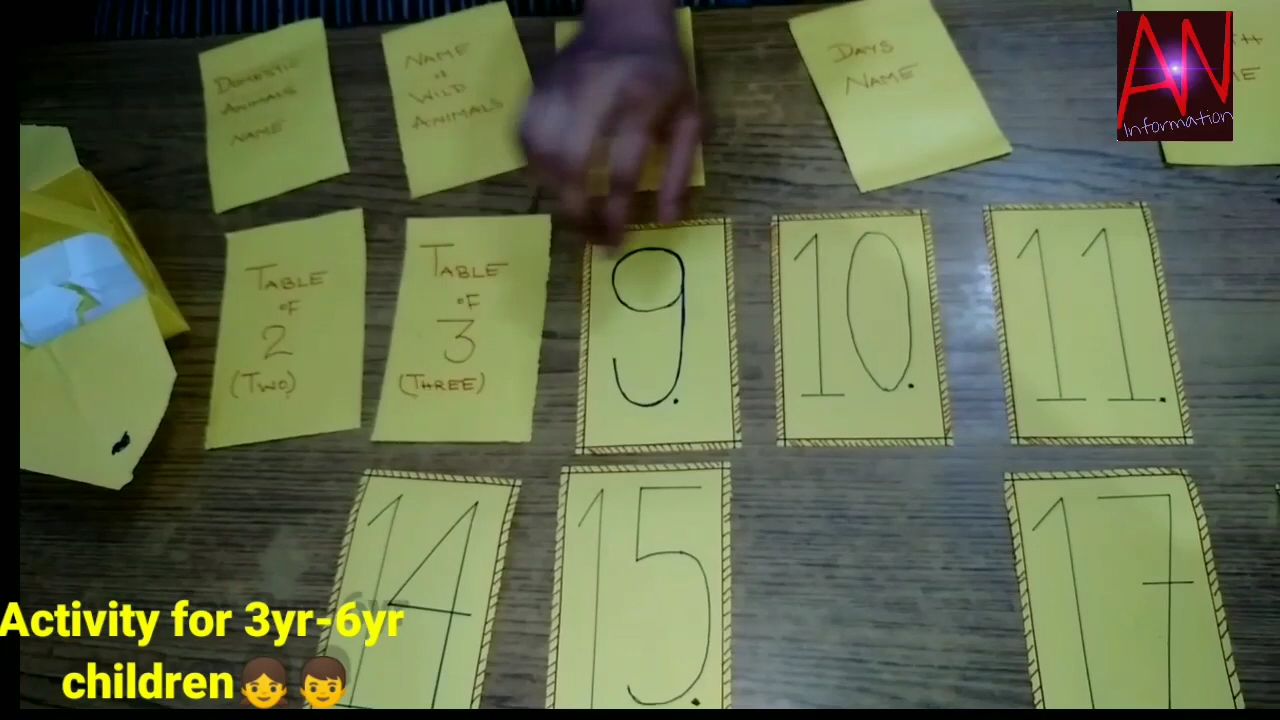 DOMESTIC
ANIMALS
NAME
NAME
OF
WILD
ANIMALS
DAYS
NAME
AN
Information
TABLE
OF
2
(TWO)
TABLE
OF
3
(THREE)
9.
10.
11.
14
15.
17
Activity for 3yr-6yr
children👧👦